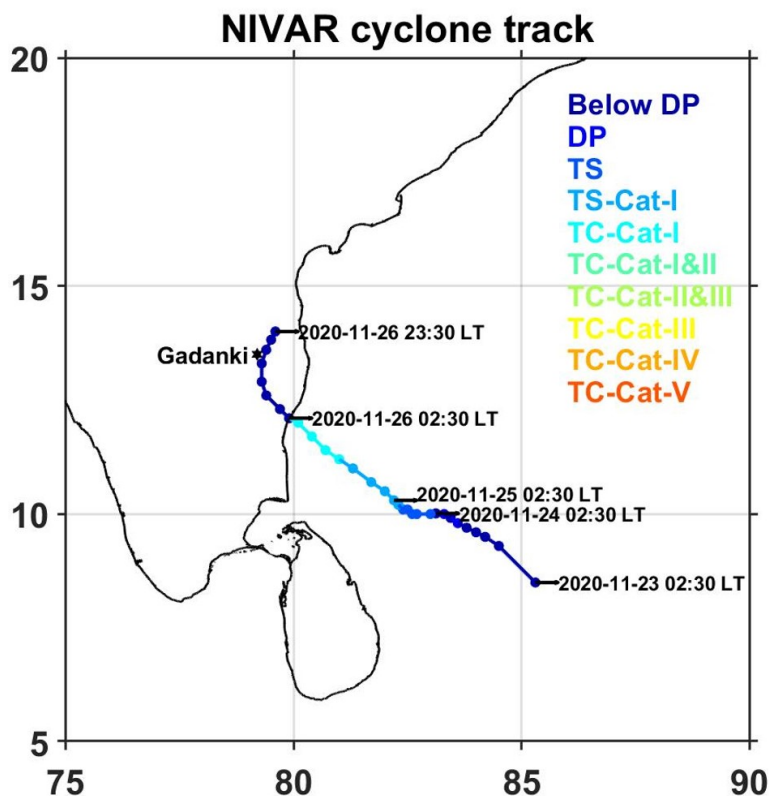 NIVAR cyclone track
20
Below DP
DP
TS
TS-Cat-I
TC-Cat-I
TC-Cat-I&II
TC-Cat-II&III
TC-Cat-III
TC-Cat-IV
TC-Cat-V
15
2020-11-26 23:30 LT
Gadanki
2020-11-26 02:30 LT
2020-11-25 02:30 LT
10
2020-11-24 02:30 LT
2020-11-23 02:30 LT
5
75 80 85 90